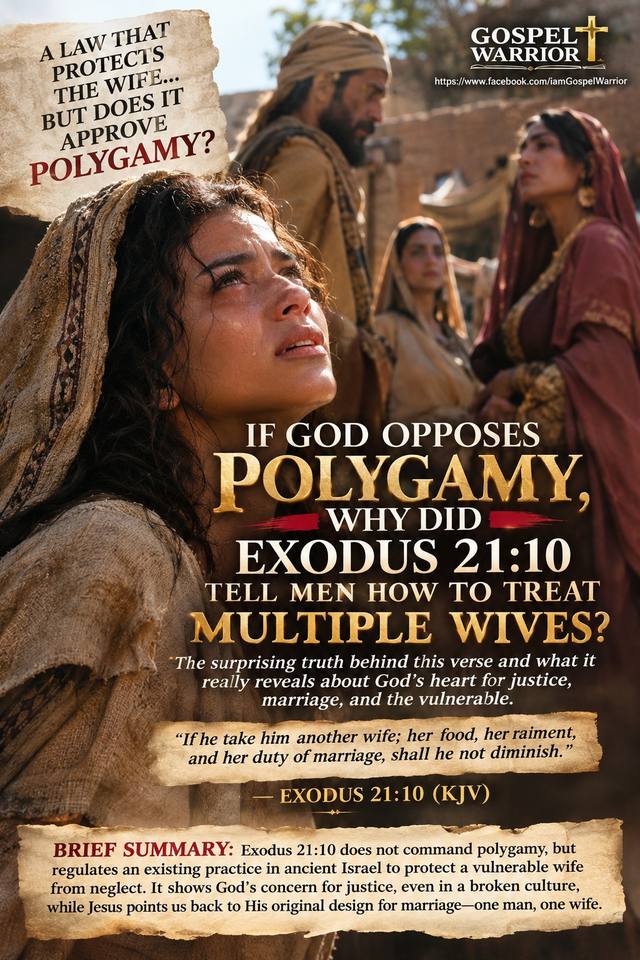 A LAW THAT
PROTECTS
THE WIFE...
BUT DOES IT
APPROVE
POLYGAMY?
GOSPEL
WARRIOR
https://www.facebook.com/iamGospelWarrior
IF GOD OPPOSES
POLYGAMY,
WHY DID
EXODUS 21:10
TELL MEN HOW TO TREAT
MULTIPLE WIVES?
"The surprising truth behind this verse and what it
really reveals about God's heart for justice,
marriage, and the vulnerable.
"If he take him another wife; her food, her raiment,
and her duty of marriage, shall he not diminish."
— EXODUS 21:10 (KJV)
BRIEF SUMMARY: Exodus 21:10 does not command polygamy, but
regulates an existing practice in ancient Israel to protect a vulnerable wife
from neglect. It shows God's concern for justice, even in a broken culture,
while Jesus points us back to His original design for marriage—one man, one wife.